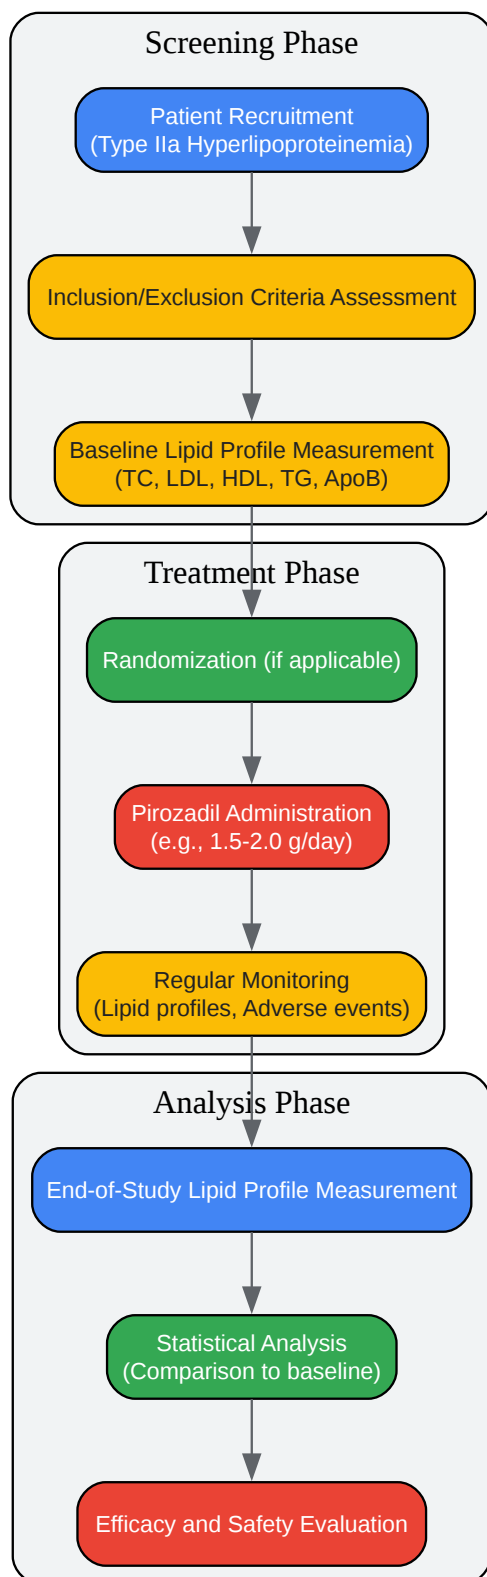 Screening Phase
Patient Recruitment
(Type IIa Hyperlipoproteinemia)
Inclusion/Exclusion Criteria Assessment
Baseline Lipid Profile Measurement
(TC, LDL, HDL, TG, ApoB)
Treatment Phase
Randomization (if applicable)
Pirozadil Administration
(e.g., 1.5-2.0 g/day)
Regular Monitoring
(Lipid profiles, Adverse events)
Analysis Phase
End-of-Study Lipid Profile Measurement
Statistical Analysis
(Comparison to baseline)
Efficacy and Safety Evaluation